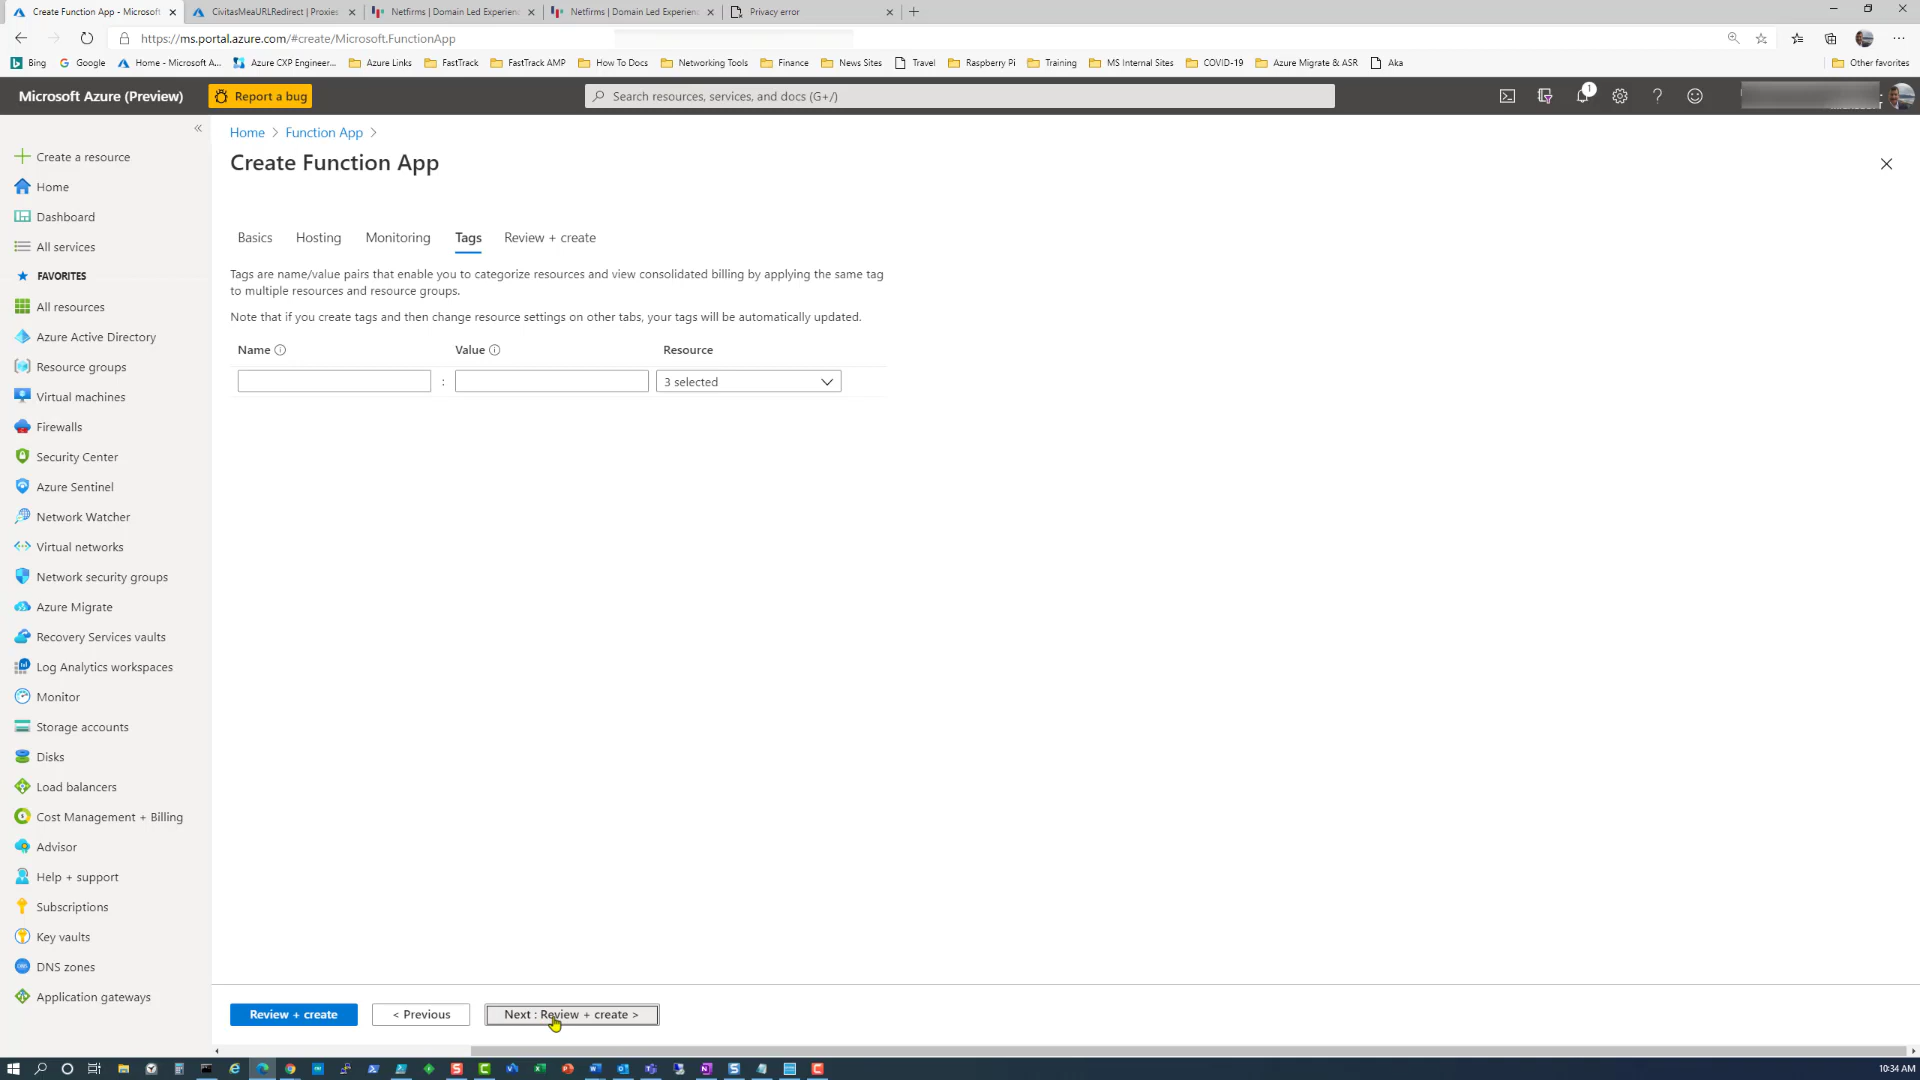 Create Function App - Microsoft
CivitasMeaURLRedirect | Proxies
Netfirms | Domain Led Experienc
Netfirms | Domain Led Experienc
Privacy error
https://ms.portal.azure.com/#create/Microsoft.FunctionApp
Bing
Google
Home - Microsoft A...
Azure CXP Engineer...
Azure Links
FastTrack
FastTrack AMP
How To Docs
Networking Tools
Finance
News Sites
Travel
Raspberry Pi
Training
MS Internal Sites
COVID-19
Azure Migrate & ASR
Aka
Other favorites
Microsoft Azure (Preview)
Report a bug
Search resources, services, and docs (G+/)
1
Home > Function App >
Create Function App
Create a resource
Home
Dashboard
All services
FAVORITES
All resources
Azure Active Directory
Resource groups
Virtual machines
Firewalls
Security Center
Azure Sentinel
Network Watcher
Virtual networks
Network security groups
Azure Migrate
Recovery Services vaults
Log Analytics workspaces
Monitor
Storage accounts
Disks
Load balancers
Cost Management + Billing
Advisor
Help + support
Subscriptions
Key vaults
DNS zones
Application gateways
Basics Hosting Monitoring Tags Review + create
Tags are name/value pairs that enable you to categorize resources and view consolidated billing by applying the same tag
to multiple resources and resource groups.
Note that if you create tags and then change resource settings on other tabs, your tags will be automatically updated.
Name Value Resource
: 3 selected
Review + create
< Previous
Next : Review + create >
10:34 AM